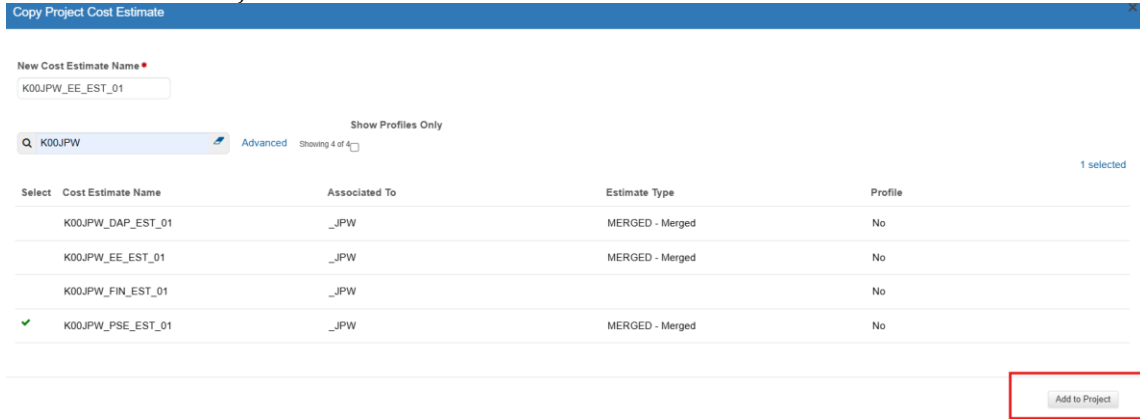 Copy Project Cost Estimate
New Cost Estimate Name
K00JPW_EE_EST_01
Show Profiles Only
K00JPW Advanced Showing 4 of 4
1 selected
Select Cost Estimate Name Associated To Estimate Type Profile
K00JPW_DAP_EST_01 _JPW MERGED - Merged No
K00JPW_EE_EST_01 _JPW MERGED - Merged No
K00JPW_FIN_EST_01 _JPW No
K00JPW_PSE_EST_01 _JPW MERGED - Merged No
Add to Project